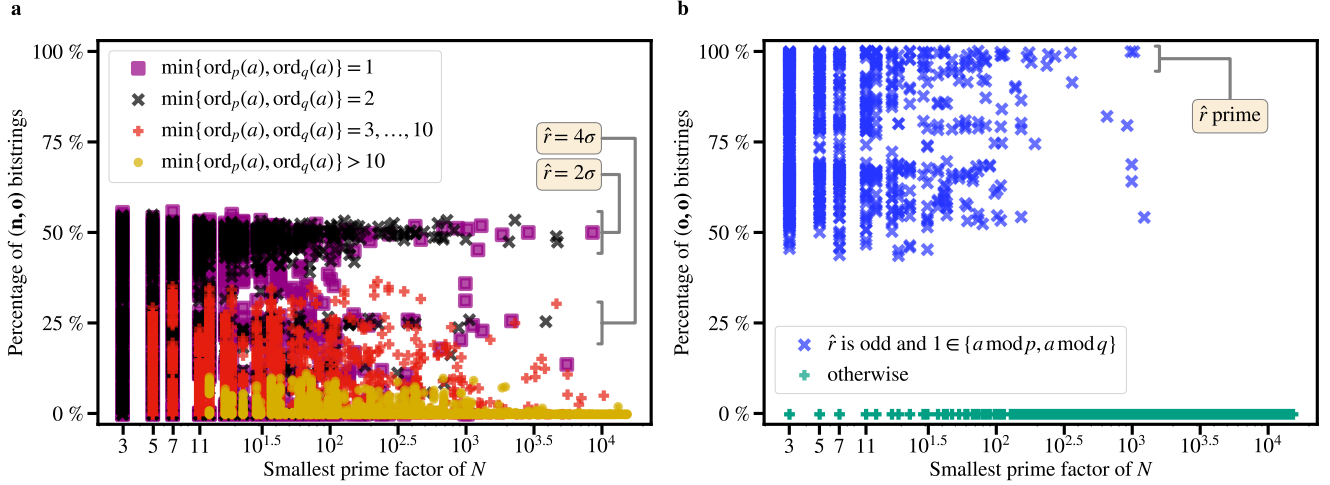 a
Percentage of (n, o) bitstrings
100 %
75 %
50 %
25 %
0 %
min{ord_p(a), ord_q(a)} = 1
min{ord_p(a), ord_q(a)} = 2
min{ord_p(a), ord_q(a)} = 3, …, 10
min{ord_p(a), ord_q(a)} > 10
r̂ = 4σ
r̂ = 2σ
3 5 7 11 10^1.5 10^2 10^2.5 10^3 10^3.5 10^4
Smallest prime factor of N
b
Percentage of (o, o) bitstrings
100 %
75 %
50 %
25 %
0 %
r̂ prime
r̂ is odd and 1 ∈ {a mod p, a mod q}
otherwise
3 5 7 11 10^1.5 10^2 10^2.5 10^3 10^3.5 10^4
Smallest prime factor of N